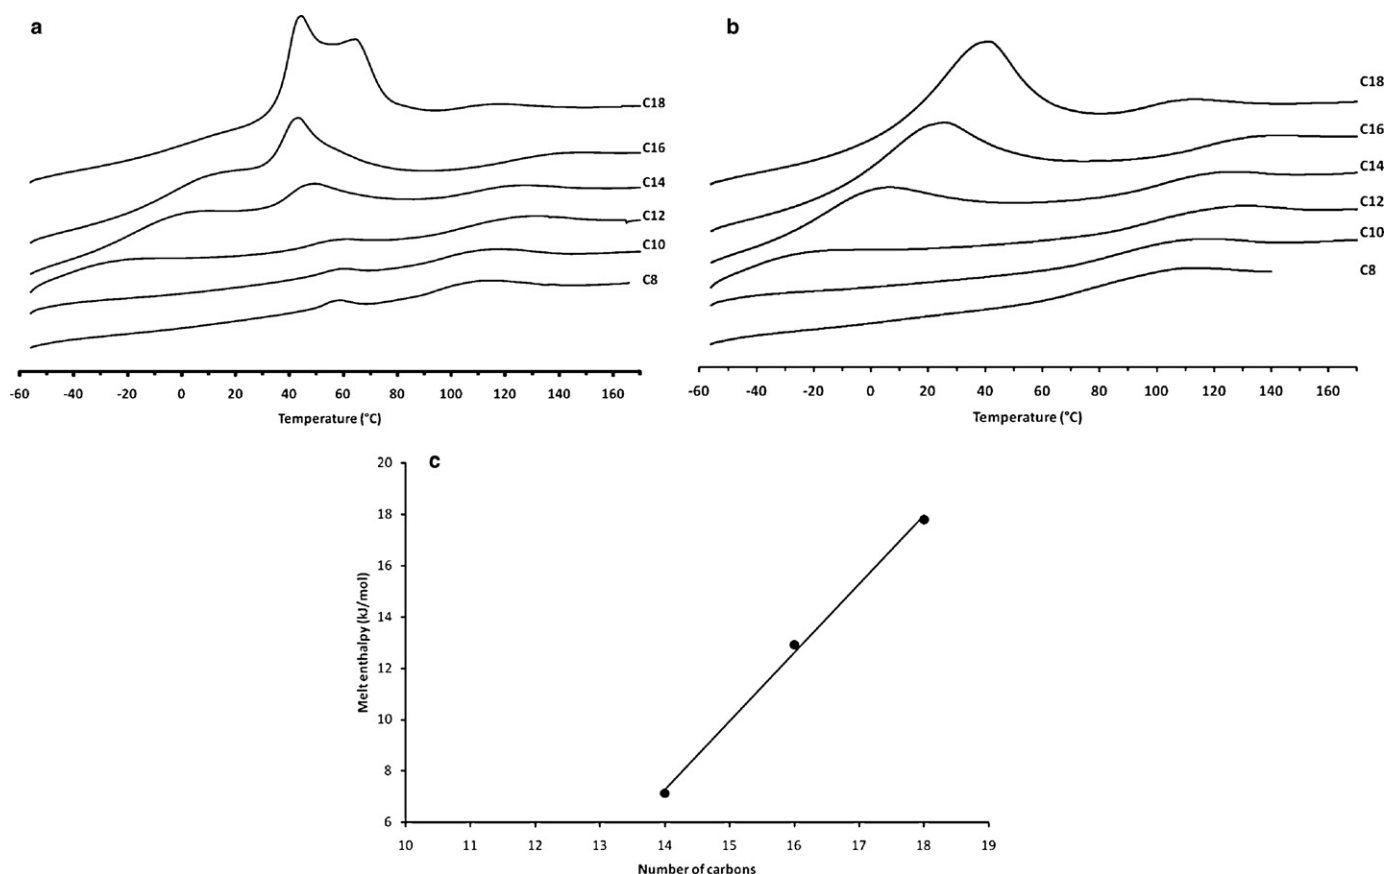 a
C18
C16
C14
C12
C10
C8
-60 -40 -20 0 20 40 60 80 100 120 140 160
Temperature (°C)
b
C18
C16
C14
C12
C10
C8
-60 -40 -20 0 20 40 60 80 100 120 140 160
Temperature (°C)
c
20
18
16
14
12
10
8
6
Melt enthalpy (kJ/mol)
10 11 12 13 14 15 16 17 18 19
Number of carbons